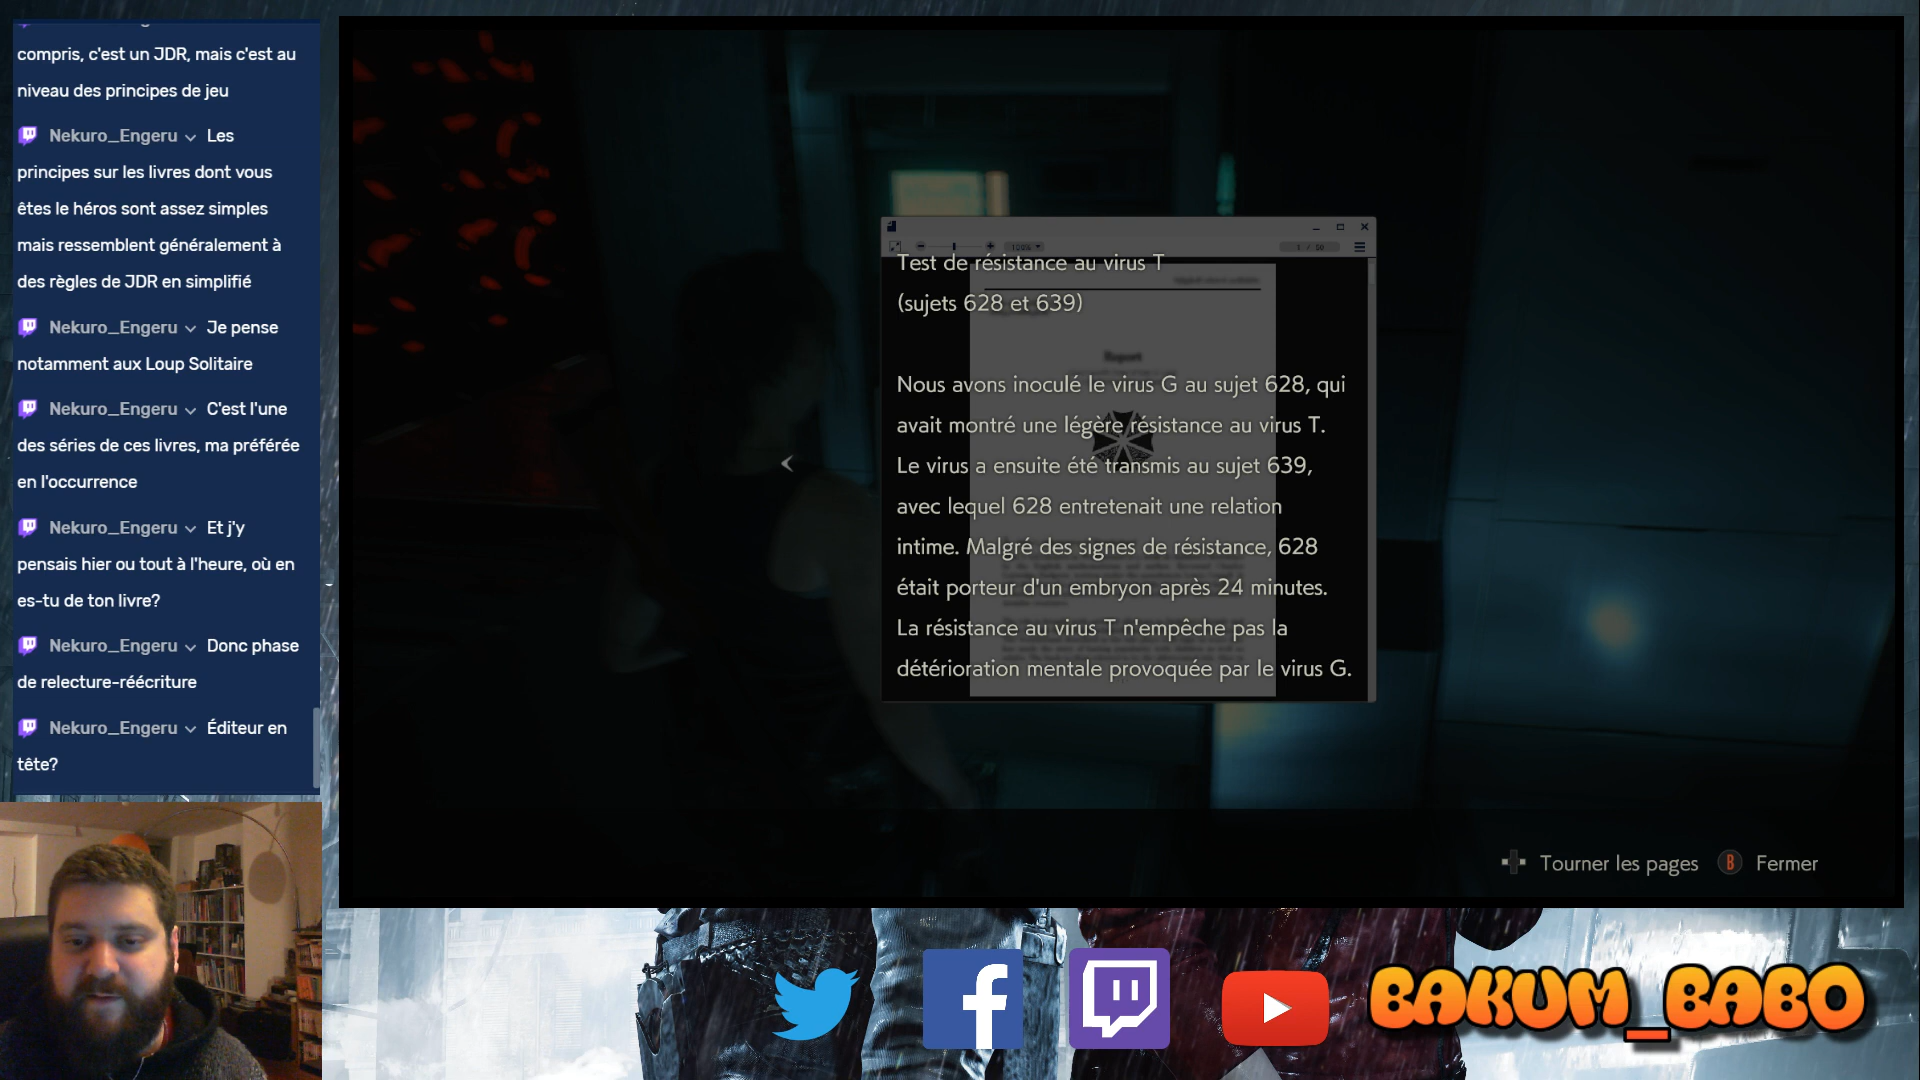 compris, c'est un JDR, mais c'est au
niveau des principes de jeu
Nekuro_Engeru Les
principes sur les livres dont vous
êtes le héros sont assez simples
mais ressemblent généralement à
des règles de JDR en simplifié
Nekuro_Engeru Je pense
notamment aux Loup Solitaire
Nekuro_Engeru C'est l'une
des séries de ces livres, ma préférée
en l'occurrence
Nekuro_Engeru Et j'y
pensais hier ou tout à l'heure, où en
es-tu de ton livre?
Nekuro_Engeru Donc phase
de relecture-réécriture
Nekuro_Engeru Éditeur en
tête?
100%
1 / 50
Test de résistance au virus T
(sujets 628 et 639)
Report
Nous avons inoculé le virus G au sujet 628, qui
avait montré une légère résistance au virus T.
Le virus a ensuite été transmis au sujet 639,
avec lequel 628 entretenait une relation
intime. Malgré des signes de résistance, 628
était porteur d'un embryon après 24 minutes.
La résistance au virus T n'empêche pas la
détérioration mentale provoquée par le virus G.
Tourner les pages B Fermer
BAKUM_BABO